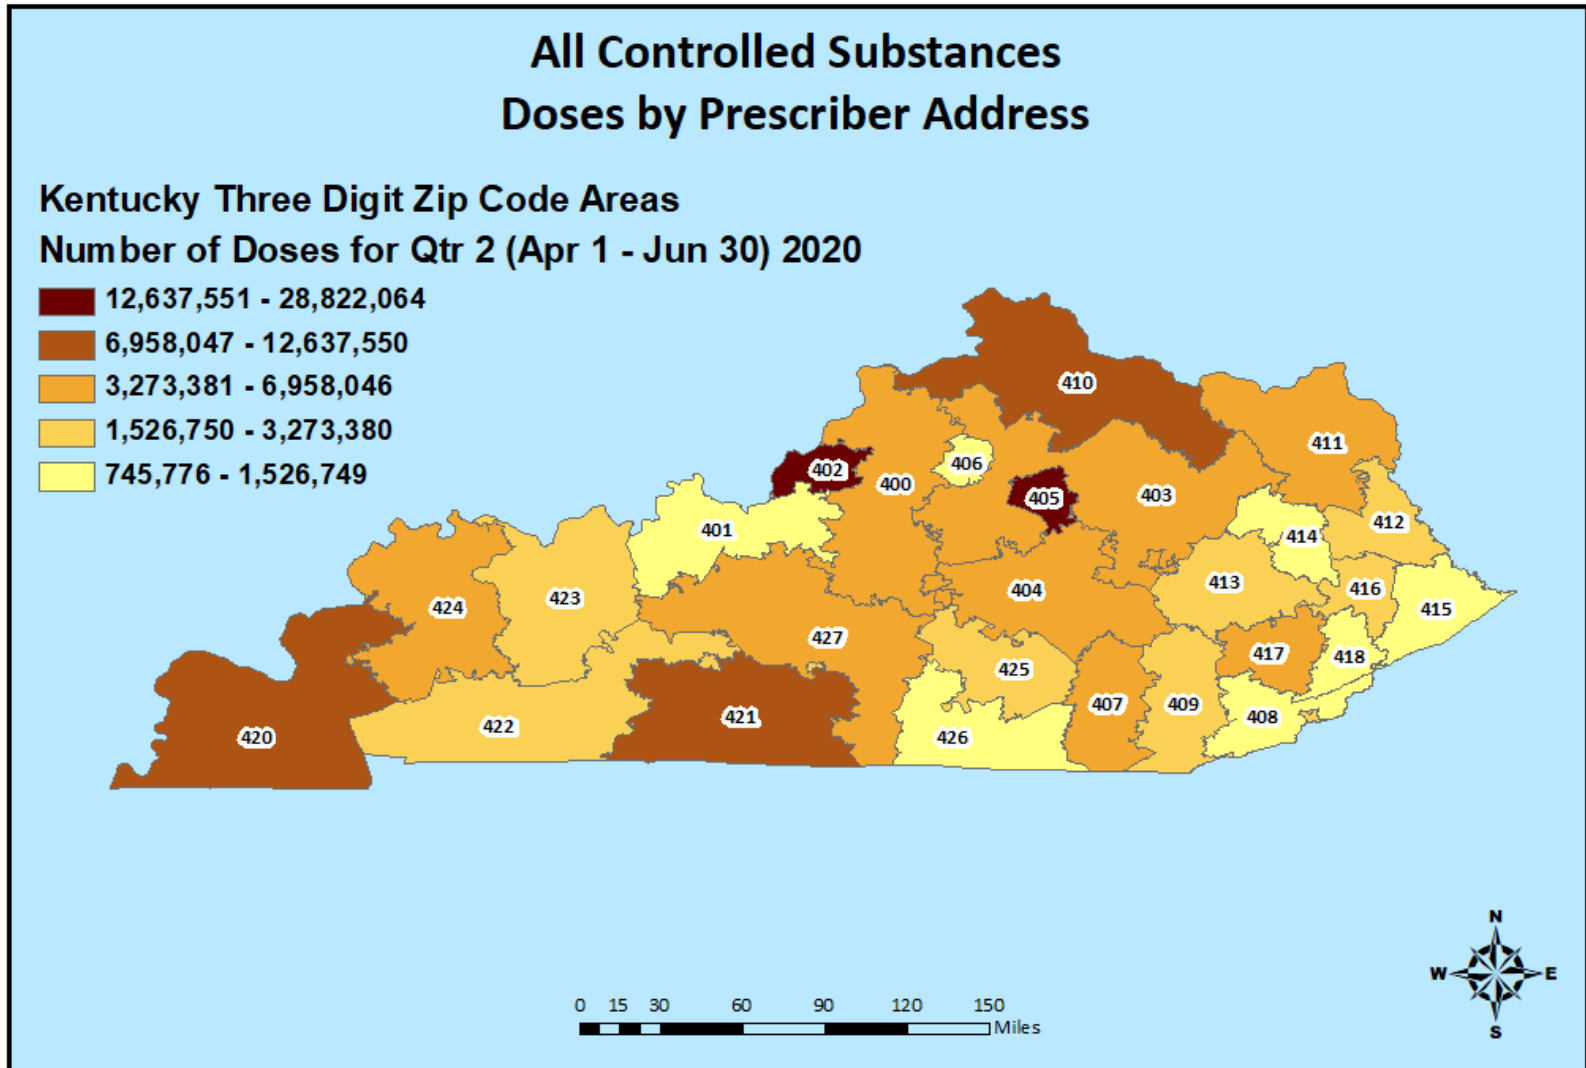 All Controlled Substances
Doses by Prescriber Address
Kentucky Three Digit Zip Code Areas
Number of Doses for Qtr 2 (Apr 1 - Jun 30) 2020
12,637,551 - 28,822,064
6,958,047 - 12,637,550
3,273,381 - 6,958,046
1,526,750 - 3,273,380
745,776 - 1,526,749
410
411
402
406
400
405
403
401
412
414
413
404
416
424
423
415
427
417
418
425
407
409
421
408
422
426
420
N
W E
S
0 15 30 60 90 120 150
Miles